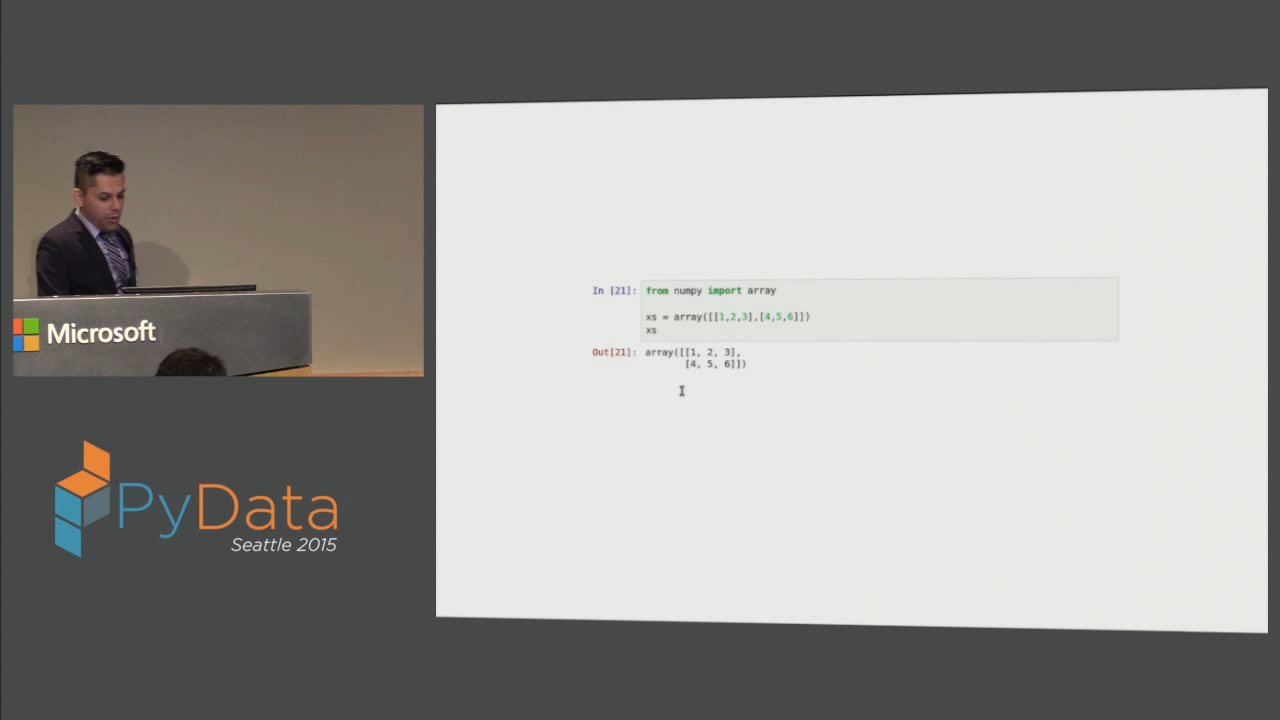 Microsoft
PyData
Seattle 2015
In [21]: from numpy import array
xs = array([[1,2,3],[4,5,6]])
xs
Out[21]: array([[1, 2, 3],
[4, 5, 6]])